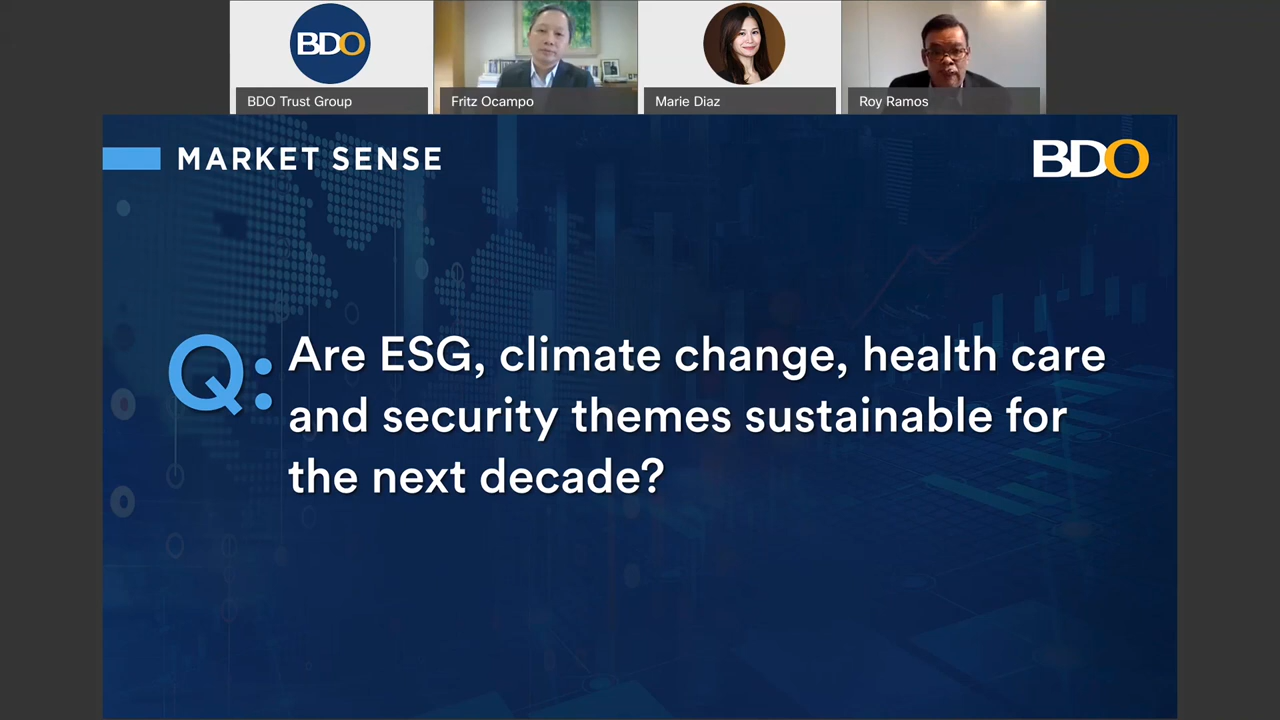 BDO
BDO Trust Group
Fritz Ocampo
Marie Diaz
Roy Ramos
MARKET SENSE
BDO
Q: Are ESG, climate change, health care
and security themes sustainable for
the next decade?